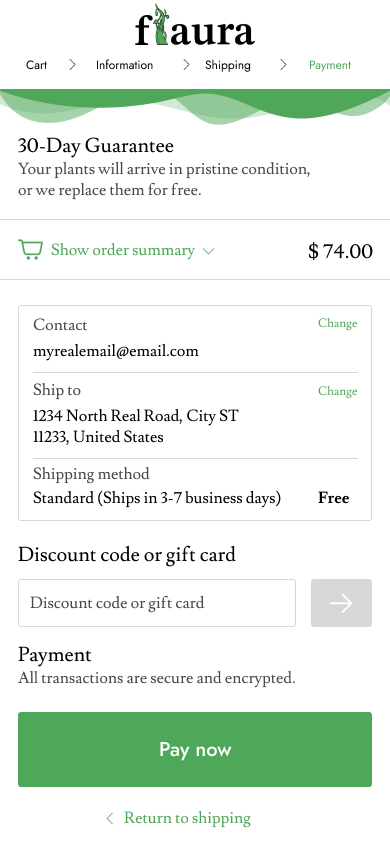 flaura
Cart > Information > Shipping > Payment
30-Day Guarantee
Your plants will arrive in pristine condition,
or we replace them for free.
Show order summary $ 74.00
Contact Change
myrealemail@email.com
Ship to Change
1234 North Real Road, City ST
11233, United States
Shipping method
Standard (Ships in 3-7 business days) Free
Discount code or gift card
Discount code or gift card
Payment
All transactions are secure and encrypted.
Pay now
< Return to shipping